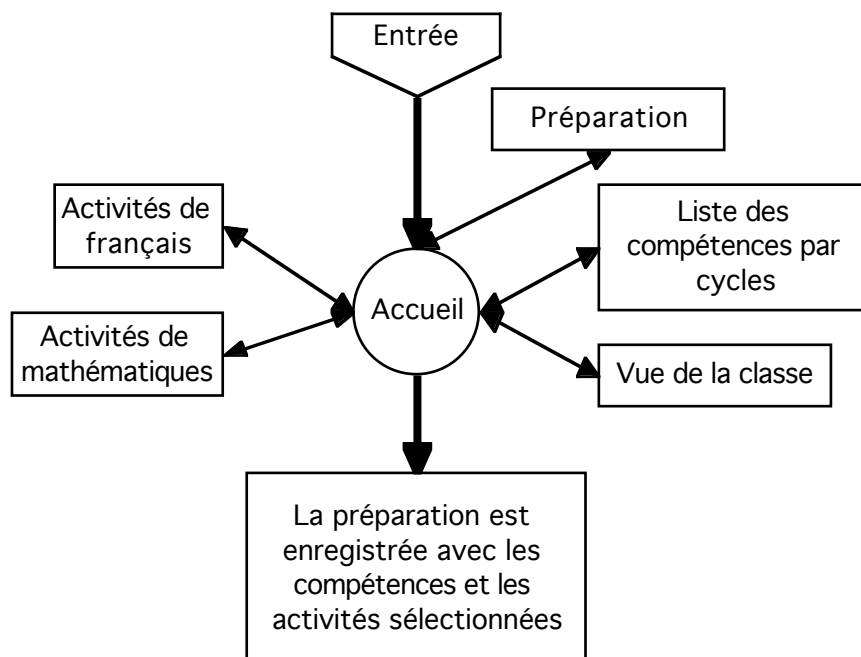 Entrée
Préparation
Activités de
français
Liste des
compétences par
cycles
Accueil
Activités de
mathématiques
Vue de la classe
La préparation est
enregistrée avec les
compétences et les
activités sélectionnées